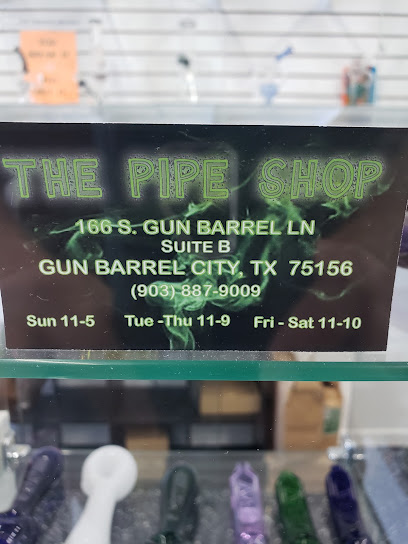 THE PIPE SHOP
166 S. GUN BARREL LN
SUITE B
GUN BARREL CITY, TX 75156
(903) 887-9009
Sun 11-5 Tue -Thu 11-9 Fri - Sat 11-10